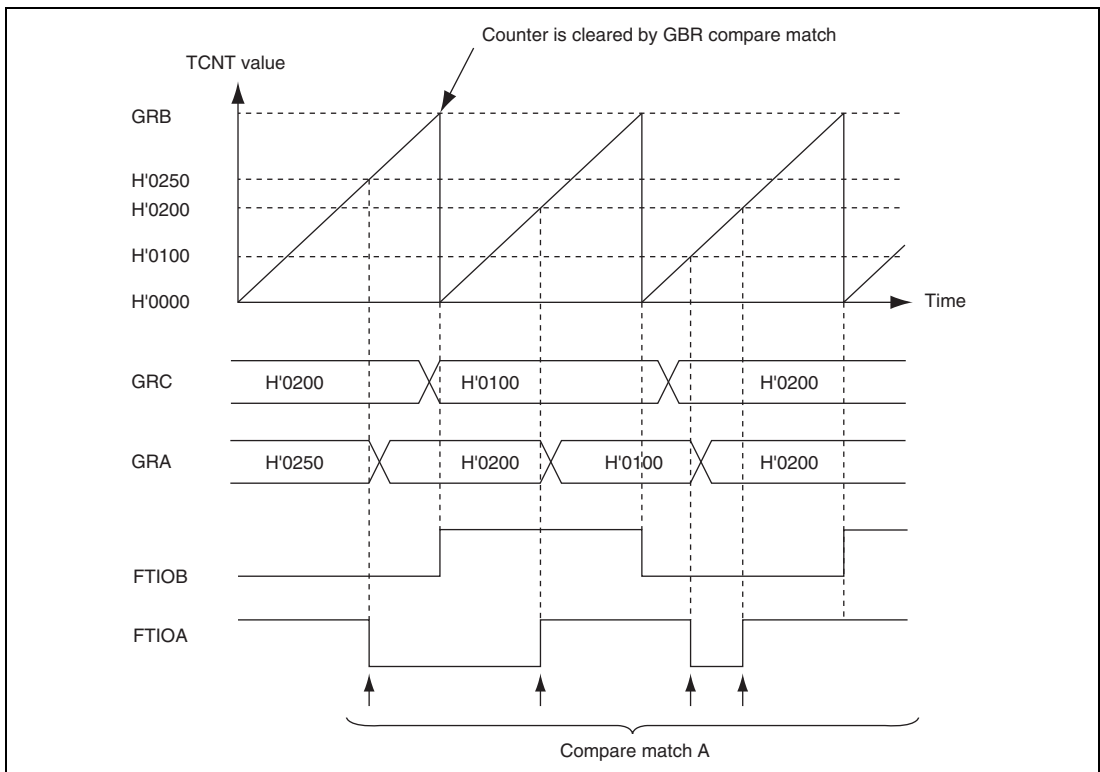 Counter is cleared by GBR compare match
TCNT value
GRB
H'0250
H'0200
H'0100
H'0000
Time
GRC
H'0200
H'0100
H'0200
GRA
H'0250
H'0200
H'0100
H'0200
FTIOB
FTIOA
Compare match A